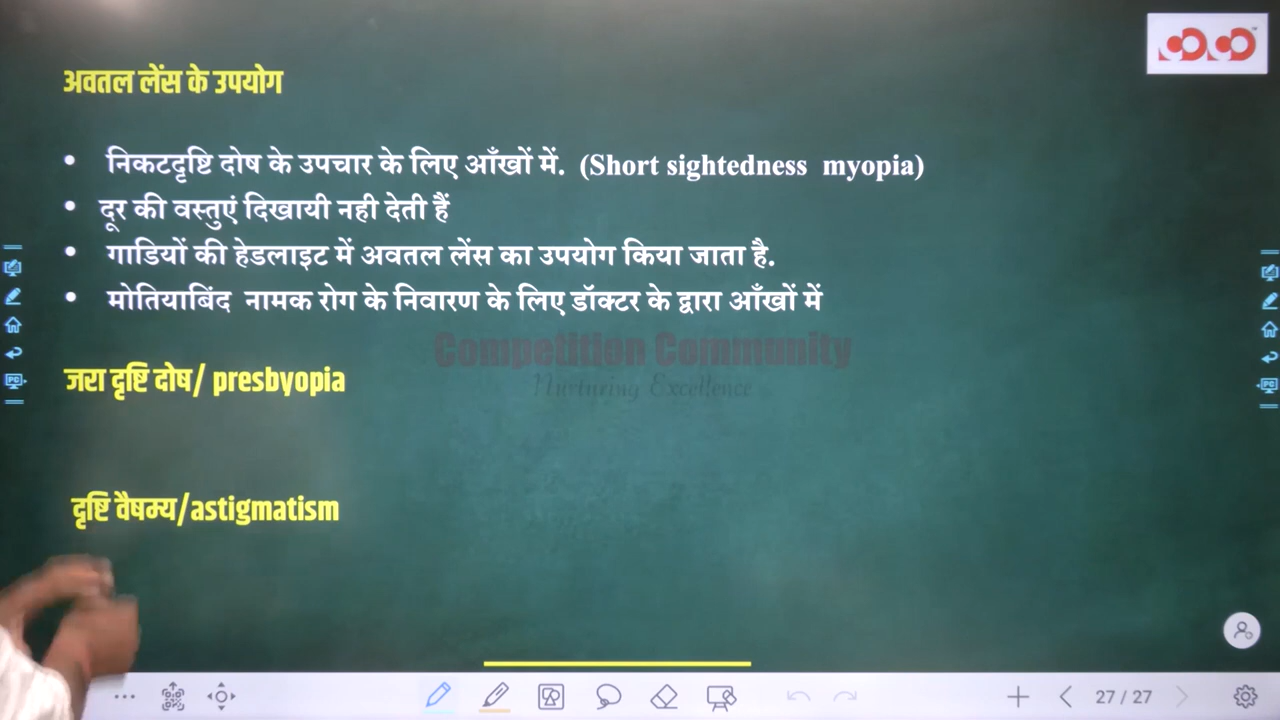 अवतल लेंस के उपयोग
• निकटदृष्टि दोष के उपचार के लिए आँखों में. (Short sightedness myopia)
• दूर की वस्तुएं दिखायी नही देती हैं
• गाडियों की हेडलाइट में अवतल लेंस का उपयोग किया जाता है.
• मोतियाबिंद नामक रोग के निवारण के लिए डॉक्टर के द्वारा आँखों में
Competition Community
Nurturing Excellence
जरा दृष्टि दोष/ presbyopia
दृष्टि वैषम्य/astigmatism
27 / 27